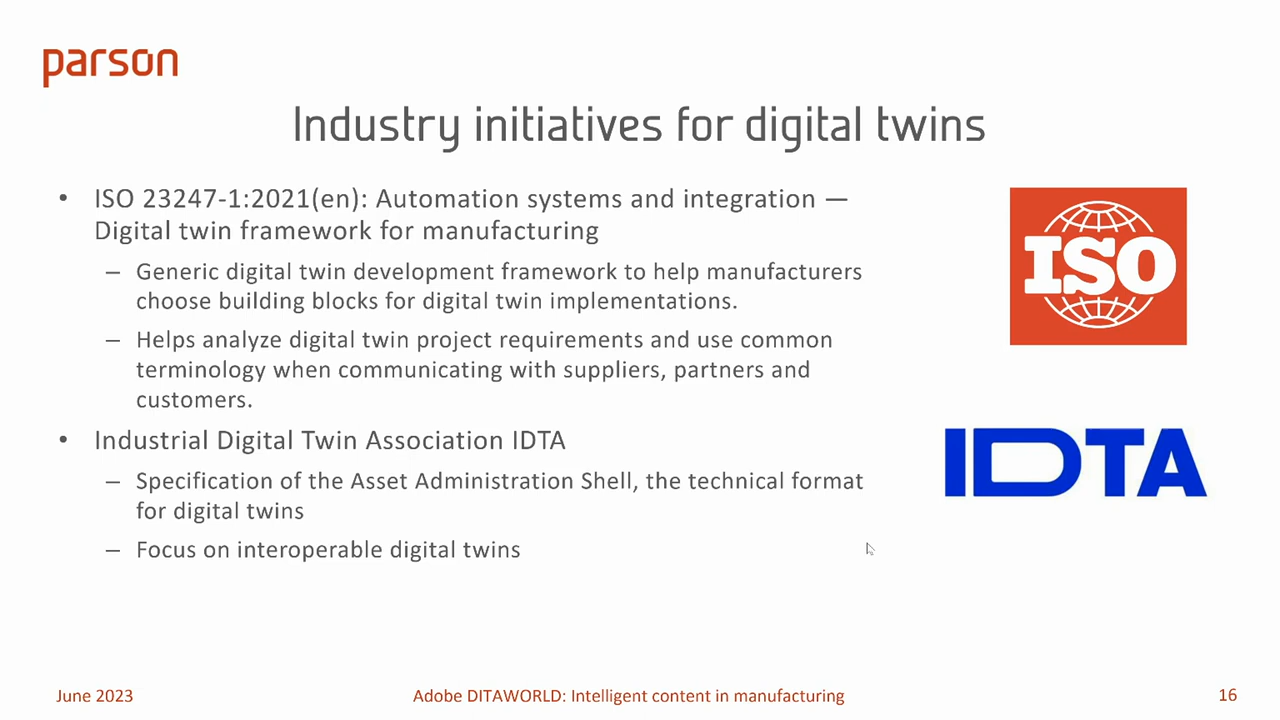 parson
Industry initiatives for digital twins
• ISO 23247-1:2021(en): Automation systems and integration —
Digital twin framework for manufacturing
– Generic digital twin development framework to help manufacturers
choose building blocks for digital twin implementations.
– Helps analyze digital twin project requirements and use common
terminology when communicating with suppliers, partners and
customers.
• Industrial Digital Twin Association IDTA
– Specification of the Asset Administration Shell, the technical format
for digital twins
– Focus on interoperable digital twins
ISO
IDTA
June 2023
Adobe DITAWORLD: Intelligent content in manufacturing
16